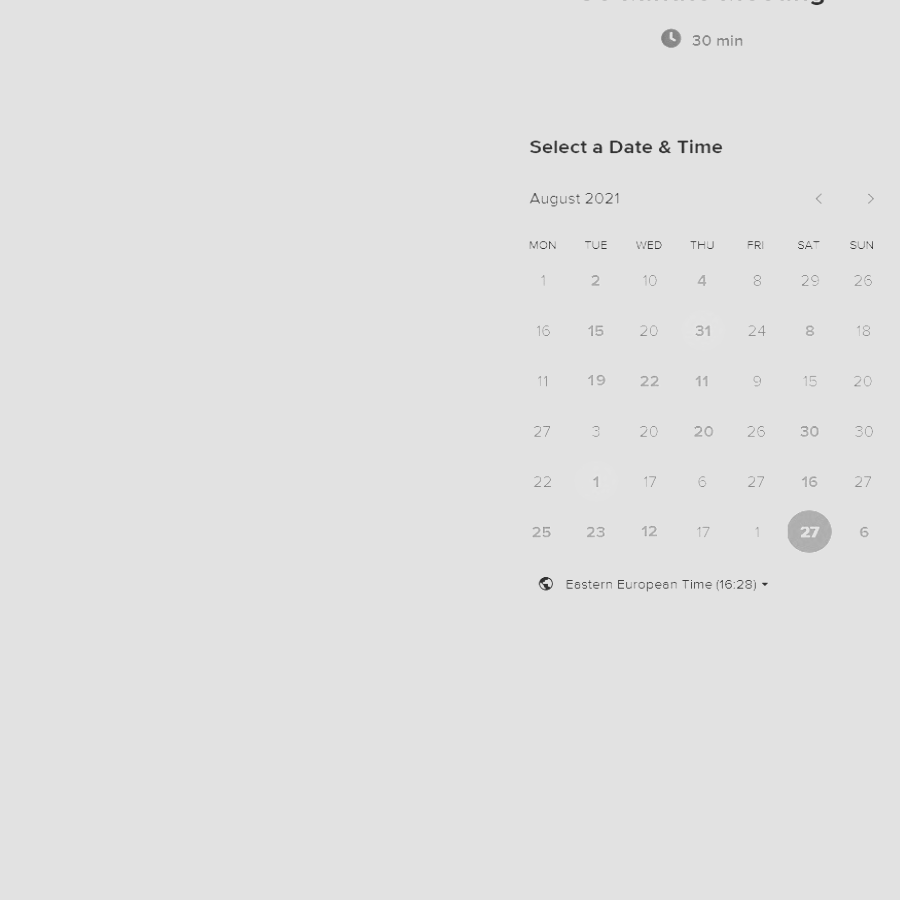 30 min
Select a Date & Time
August 2021
MON TUE WED THU FRI SAT SUN
1 2 10 4 8 29 26
16 15 20 31 24 8 18
11 19 22 11 9 15 20
27 3 20 20 26 30 30
22 1 17 6 27 16 27
25 23 12 17 1 27 6
Eastern European Time (16:28)